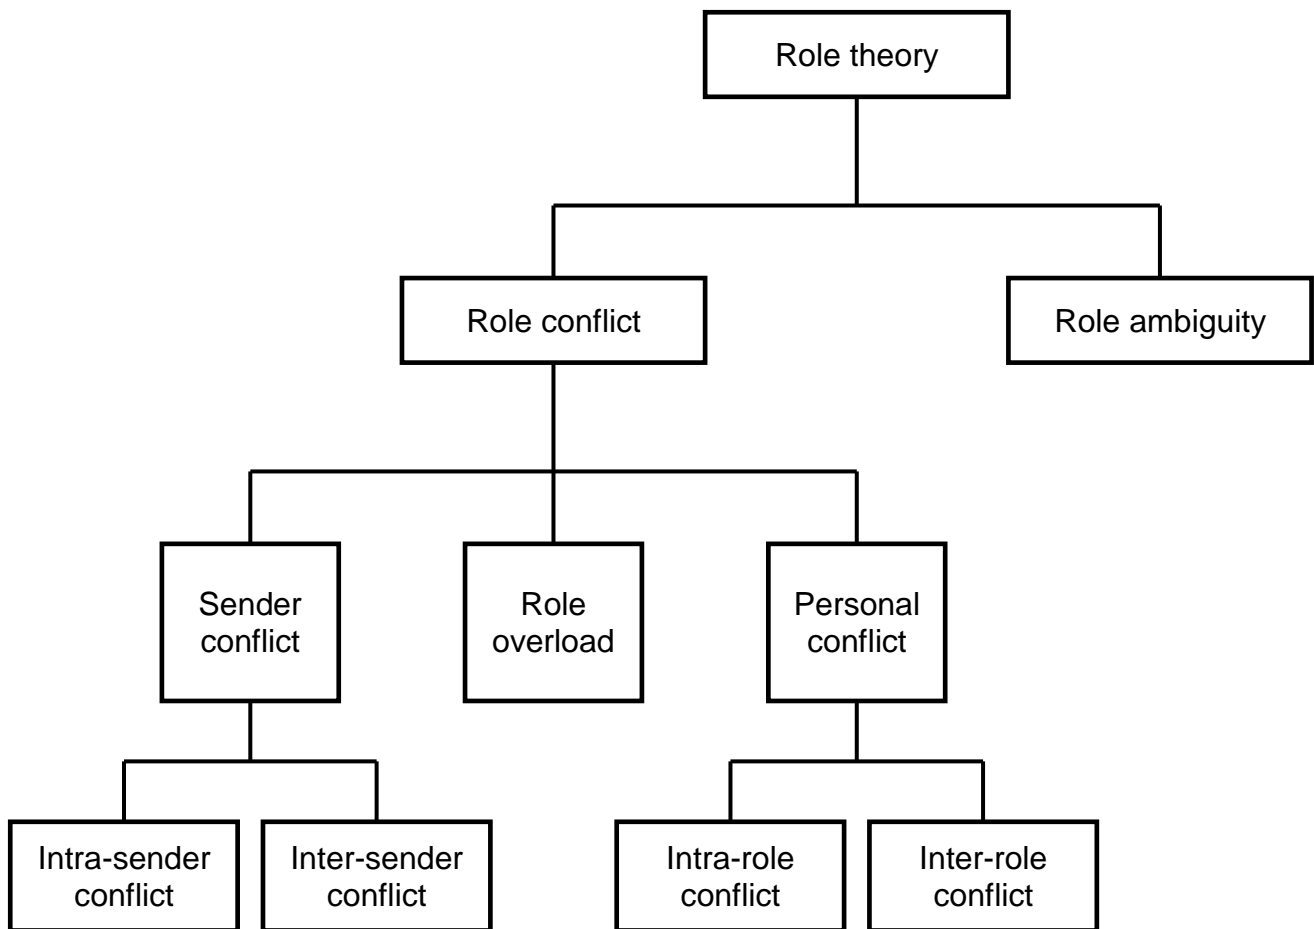 Role theory
Role conflict
Role ambiguity
Sender
conflict
Role
overload
Personal
conflict
Intra-sender
conflict
Inter-sender
conflict
Intra-role
conflict
Inter-role
conflict